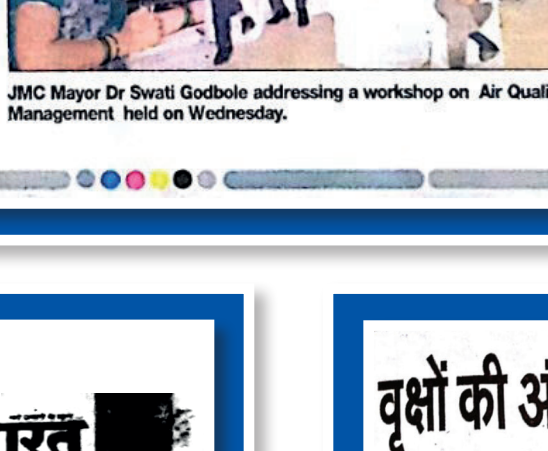 JMC Mayor Dr Swati Godbole addressing a workshop on Air Quali
Management held on Wednesday.
वृक्षों की अं